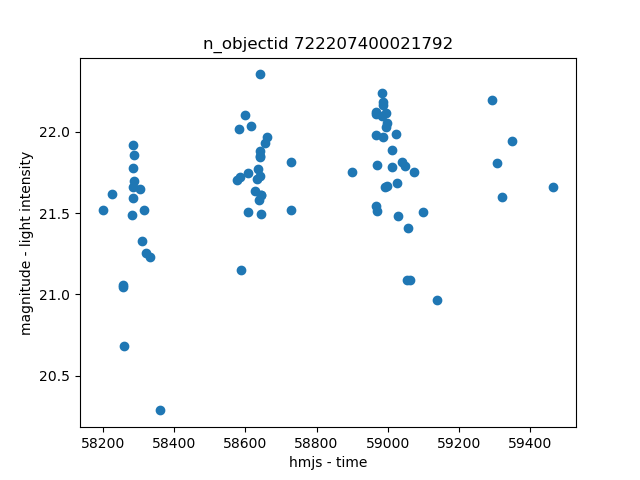 n_objectid 722207400021792
magnitude - light intensity
22.0
21.5
21.0
20.5
58200 58400 58600 58800 59000 59200 59400
hmjs - time